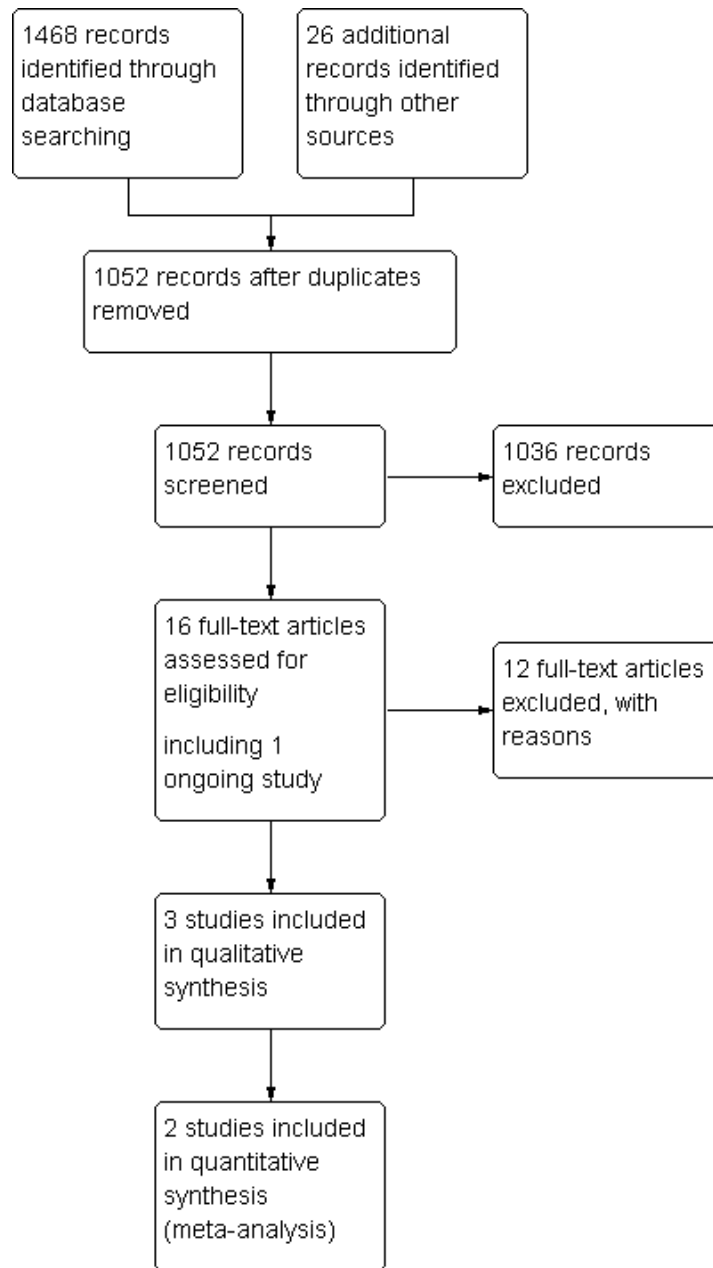 1468 records
identified through
database
searching
26 additional
records identified
through other
sources
1052 records after duplicates
removed
1052 records
screened
1036 records
excluded
16 full-text articles
assessed for
eligibility
including 1
ongoing study
12 full-text articles
excluded, with
reasons
3 studies included
in qualitative
synthesis
2 studies included
in quantitative
synthesis
(meta-analysis)